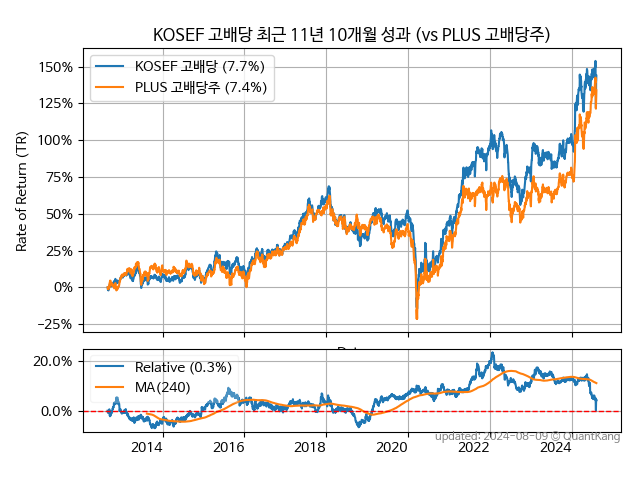 KOSEF 고배당 최근 11년 10개월 성과 (vs PLUS 고배당주)
KOSEF 고배당 (7.7%)
PLUS 고배당주 (7.4%)
Rate of Return (TR)
150%
125%
100%
75%
50%
25%
0%
−25%
Relative (0.3%)
MA(240)
20.0%
10.0%
0.0%
2014 2016 2018 2020 2022 2024
updated: 2024-08-09 © QuantKang